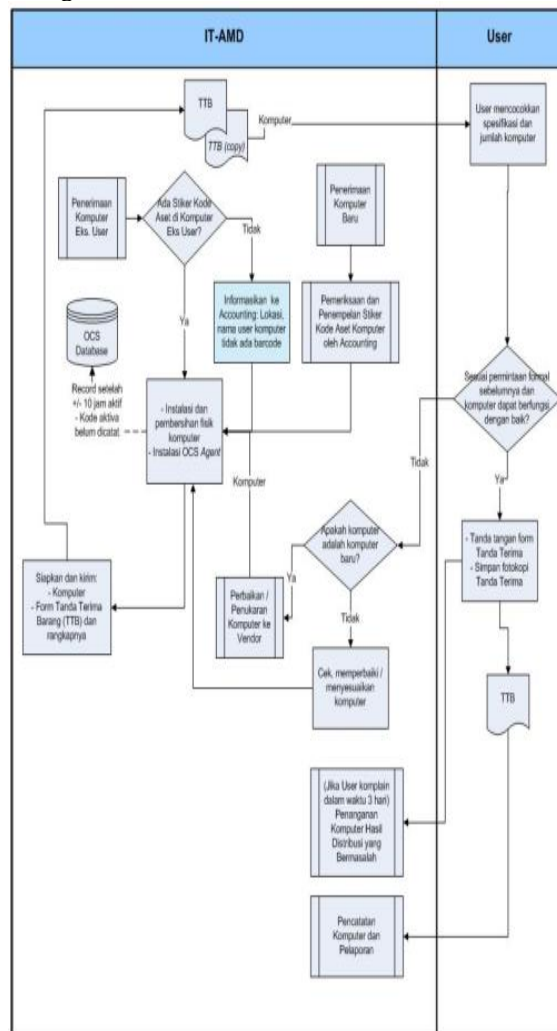 IT-AMD
User
TTB
TTB (copy)
Komputer
User mencocokkan
spesifikasi dan
jumlah komputer
Penerimaan
Komputer
Eks. User
Ada Stiker Kode
Aset di Komputer
Eks User?
Tidak
Penerimaan
Komputer
Baru
Ya
Informasikan ke
Accounting: Lokasi,
nama user komputer
tidak ada barcode
Pemeriksaan dan
Penempelan Stiker
Kode Aset Komputer
oleh Accounting
OCS
Database
Record setelah
+/- 10 jam aktif
- Kode aktiva
belum dicatat
- Instalasi dan
pembersihan fisik
komputer
- Instalasi OCS Agent
Sesuai permintaan formal
sebelumnya dan
komputer dapat berfungsi
dengan baik?
Tidak
Ya
Komputer
Apakah komputer
adalah komputer
baru?
Ya
Tidak
- Tanda tangan form
Tanda Terima
- Simpan fotokopi
Tanda Terima
Siapkan dan kirim:
- Komputer
- Form Tanda Terima
Barang (TTB) dan
rangkapnya
Perbaikan /
Penukaran
Komputer ke
Vendor
Cek, memperbaiki /
menyesuaikan
komputer
TTB
(Jika User komplain
dalam waktu 3 hari)
Penanganan
Komputer Hasil
Distribusi yang
Bermasalah
Pencatatan
Komputer dan
Pelaporan